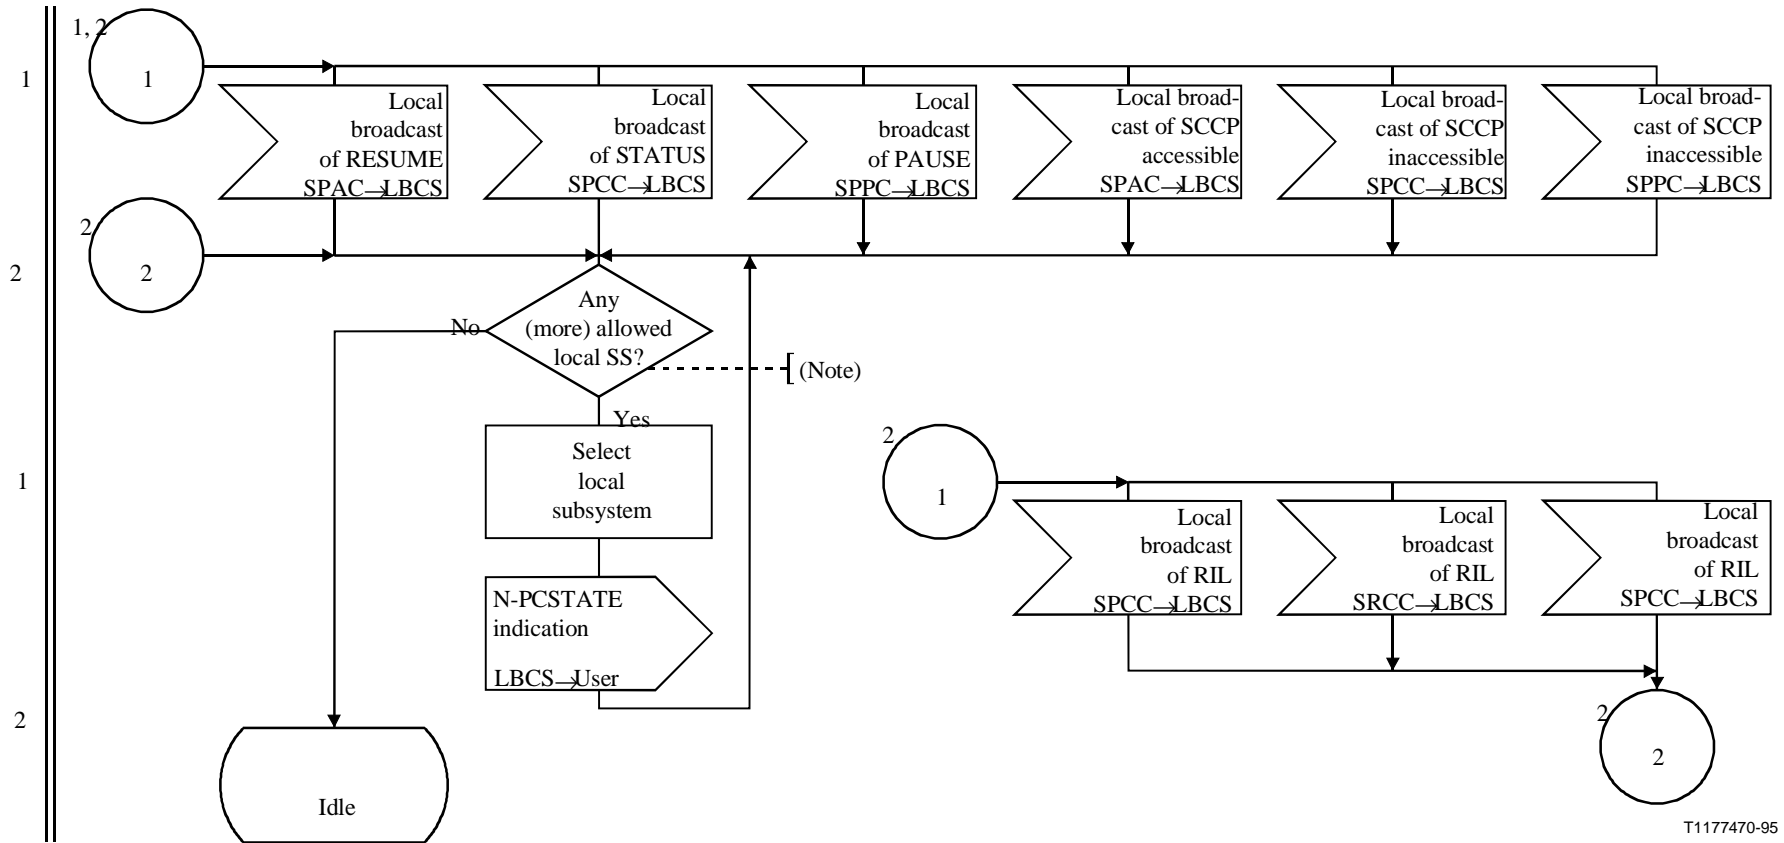 1, 2
1
1
Local
broadcast
of RESUME
SPAC→LBCS
Local
broadcast
of STATUS
SPCC→LBCS
Local
broadcast
of PAUSE
SPPC→LBCS
Local broad-
cast of SCCP
accessible
SPAC→LBCS
Local broad-
cast of SCCP
inaccessible
SPCC→LBCS
Local broad-
cast of SCCP
inaccessible
SPPC→LBCS
2
2
2
Any
(more) allowed
local SS?
No
(Note)
Yes
Select
local
subsystem
N-PCSTATE
indication
LBCS→User
1
2
1
Local
broadcast
of RIL
SPCC→LBCS
Local
broadcast
of RIL
SRCC→LBCS
Local
broadcast
of RIL
SPCC→LBCS
2
2
2
Idle
T1177470-95